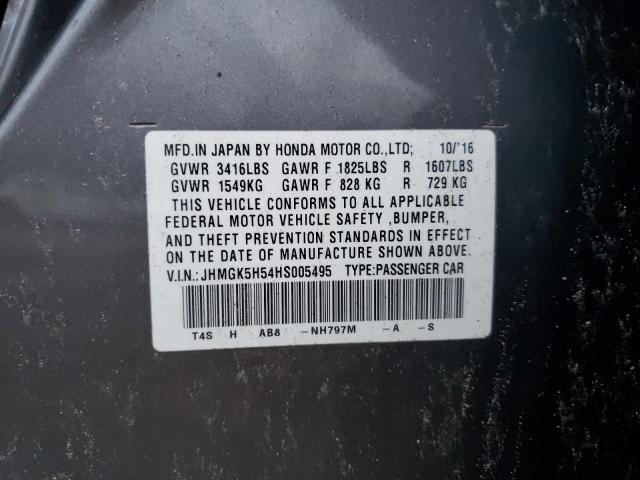 MFD.IN JAPAN BY HONDA MOTOR CO.,LTD; 10/'16
GVWR 3416LBS GAWR F 1825LBS R 1607LBS
GVWR 1549KG GAWR F 828 KG R 729 KG
THIS VEHICLE CONFORMS TO ALL APPLICABLE
FEDERAL MOTOR VEHICLE SAFETY ,BUMPER,
AND THEFT PREVENTION STANDARDS IN EFFECT
ON THE DATE OF MANUFACTURE SHOWN ABOVE.
V.I.N.:JHMGK5H54HS005495 TYPE:PASSENGER CAR
T4S H AB8 -NH797M -A -S